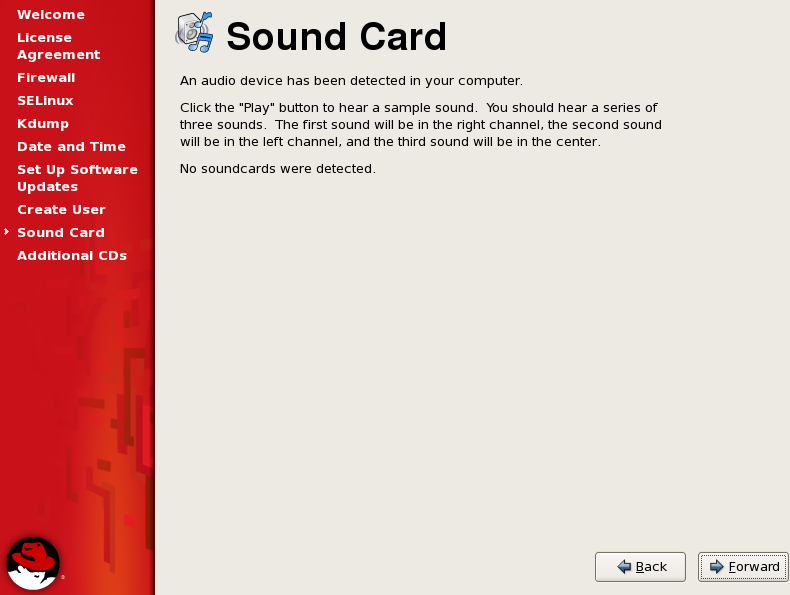 Welcome
License
Agreement
Firewall
SELinux
Kdump
Date and Time
Set Up Software
Updates
Create User
Sound Card
Additional CDs
Sound Card
An audio device has been detected in your computer.
Click the "Play" button to hear a sample sound.  You should hear a series of
three sounds.  The first sound will be in the right channel, the second sound
will be in the left channel, and the third sound will be in the center.
No soundcards were detected.
Back
Forward